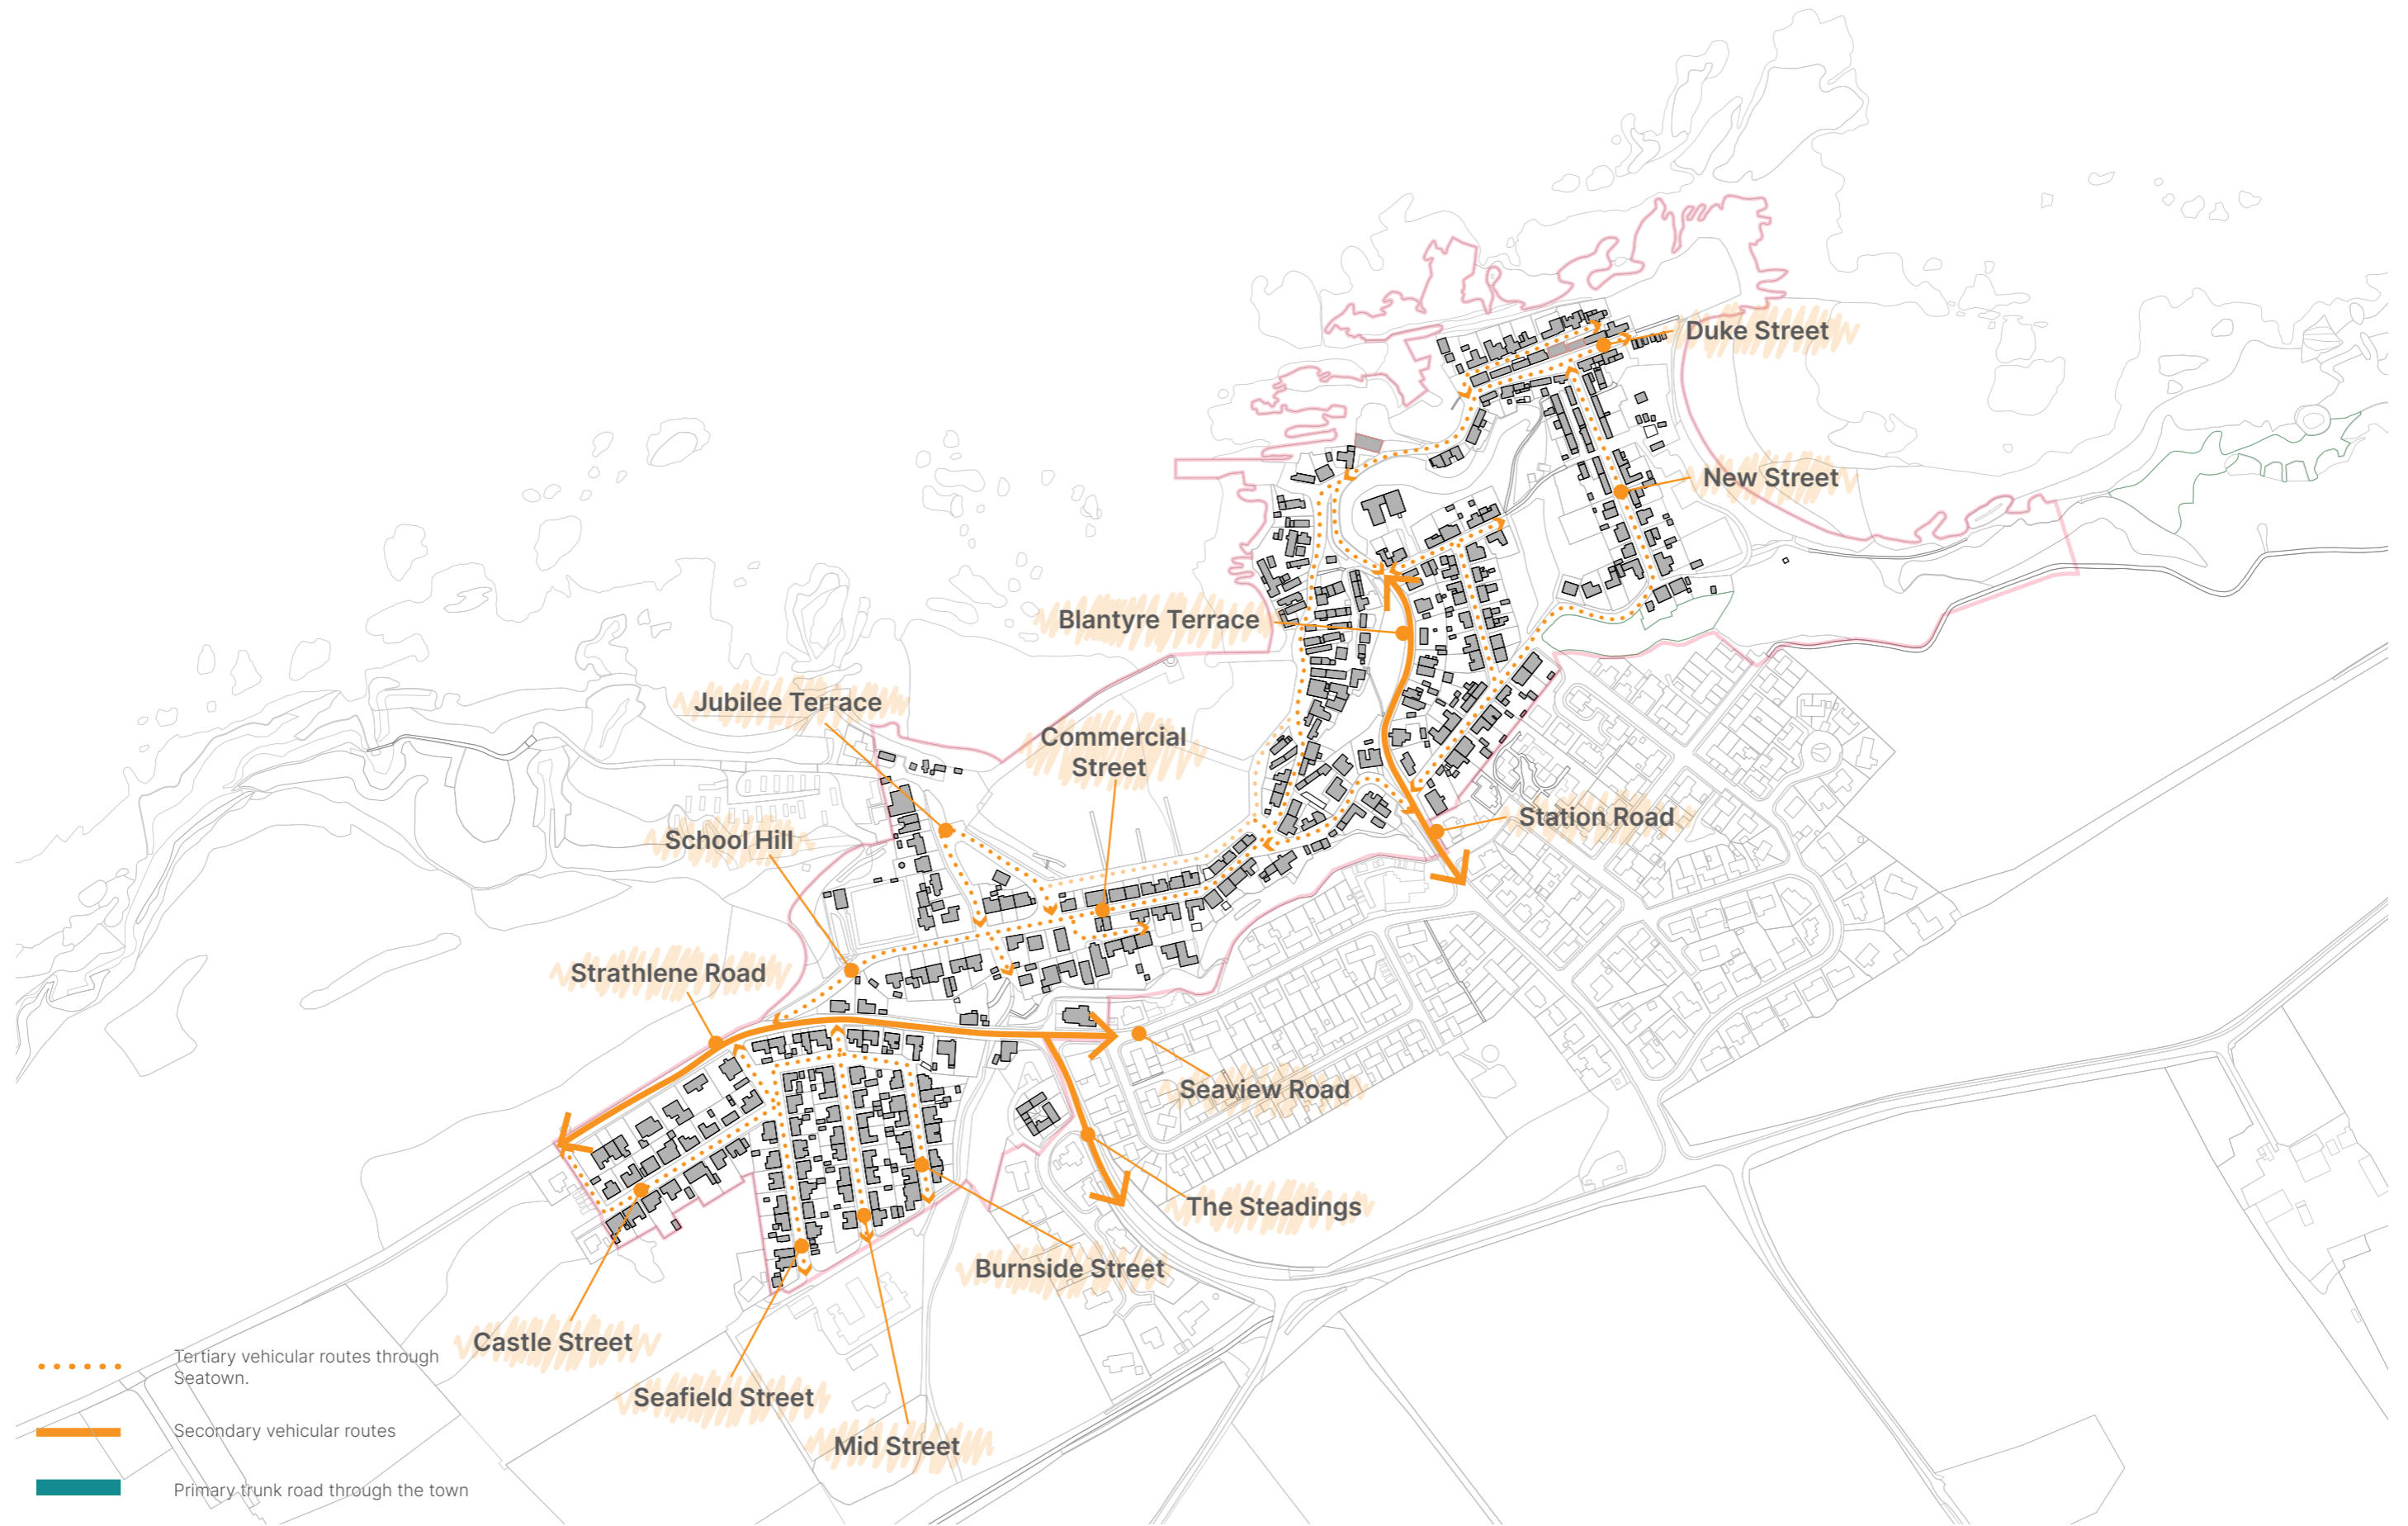 Duke Street
New Street
Blantyre Terrace
Jubilee Terrace
Commercial
Street
Station Road
School Hill
Strathlene Road
Seaview Road
The Steadings
Burnside Street
Castle Street
Seafield Street
Mid Street
Tertiary vehicular routes through
Seatown.
Secondary vehicular routes
Primary trunk road through the town